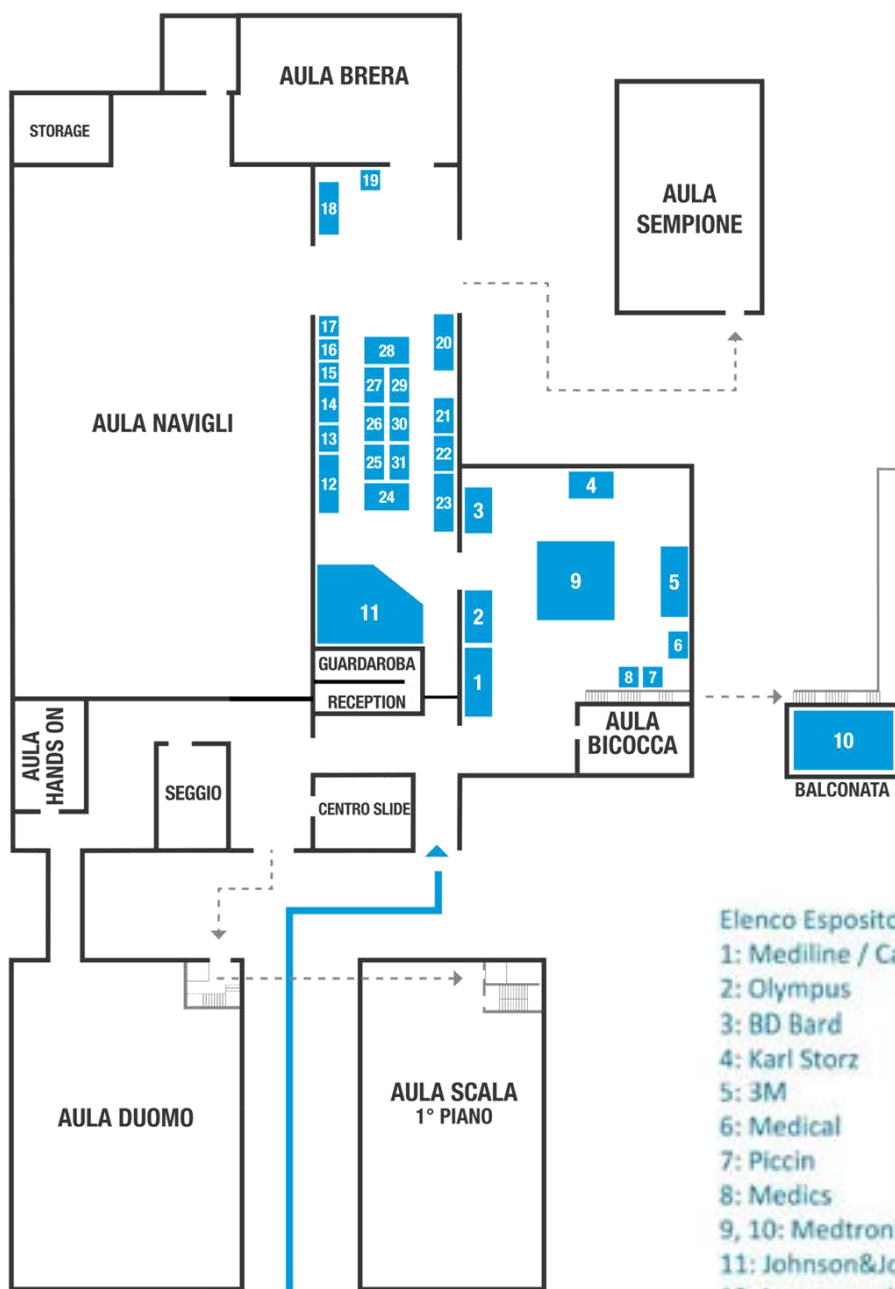 AULA BRERA
STORAGE
19
18
AULA
SEMPIONE
17
16
15
14
13
12
28
27
29
26
30
25
31
24
20
21
22
23
AULA NAVIGLI
4
3
9
5
2
6
1
8
7
11
GUARDAROBA
RECEPTION
AULA
BICOCCA
10
BALCONATA
AULA
HANDS ON
SEGGIO
CENTRO SLIDE
AULA DUOMO
AULA SCALA
1° PIANO
Elenco Esposito
1: Mediline / Ca
2: Olympus
3: BD Bard
4: Karl Storz
5: 3M
6: Medical
7: Piccin
8: Medics
9, 10: Medtroni
11: Johnson&Jo